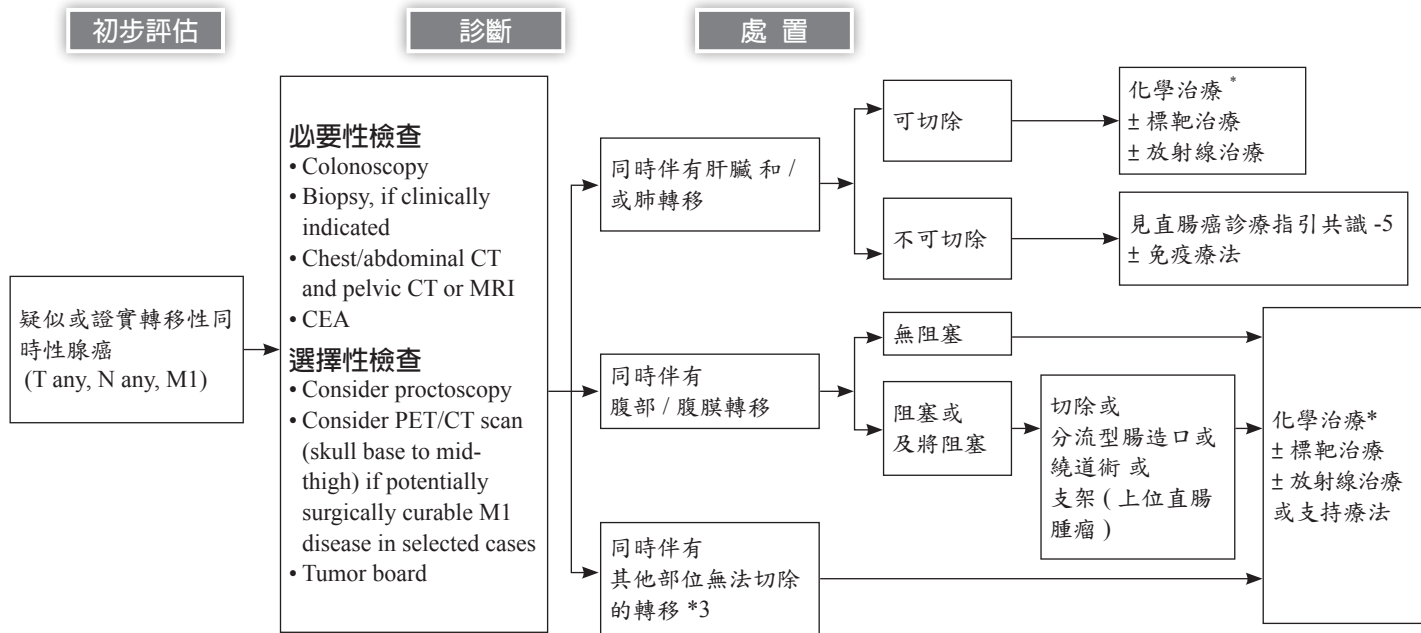 初步評估
診斷
處 置
疑似或證實轉移性同
時性腺癌
(T any, N any, M1)
必要性檢查
• Colonoscopy
• Biopsy, if clinically
indicated
• Chest/abdominal CT
and pelvic CT or MRI
• CEA
選擇性檢查
• Consider proctoscopy
• Consider PET/CT scan
(skull base to mid-
thigh) if potentially
surgically curable M1
disease in selected cases
• Tumor board
同時伴有肝臟 和 /
或肺轉移
可切除
化學治療 *
± 標靶治療
± 放射線治療
不可切除
見直腸癌診療指引共識 -5
± 免疫療法
同時伴有
腹部 / 腹膜轉移
無阻塞
阻塞或
及將阻塞
切除或
分流型腸造口或
繞道術 或
支架 ( 上位直腸
腫瘤 )
同時伴有
其他部位無法切除
的轉移 *3
化學治療*
± 標靶治療
± 放射線治療
或支持療法